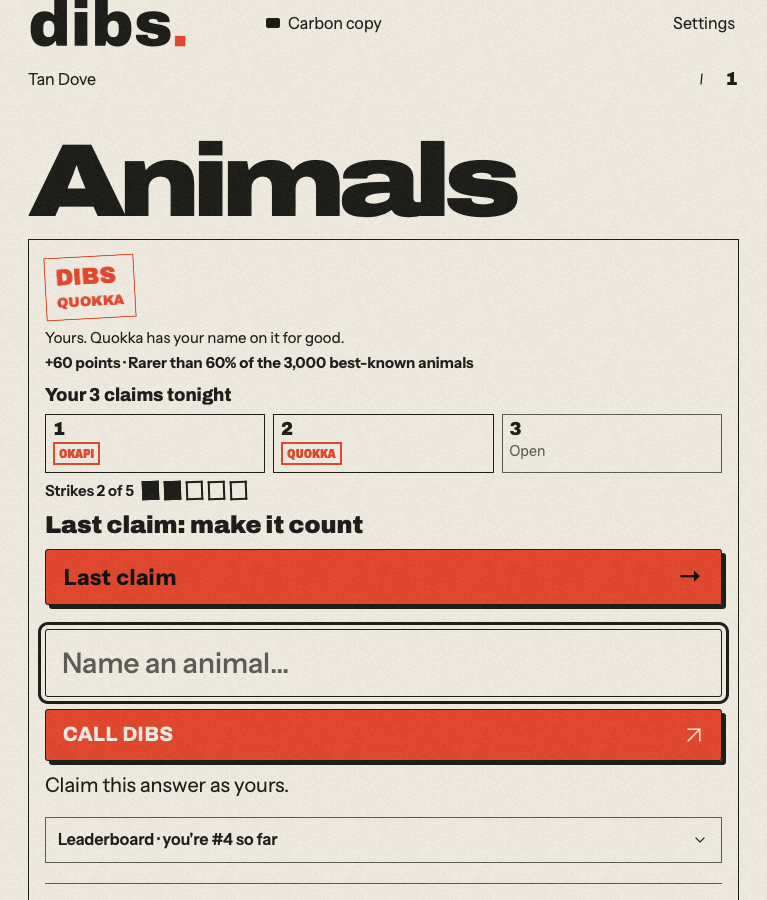 dibs.
Carbon copy
Settings
Tan Dove
/ 1
Animals
DIBS
QUOKKA
Yours. Quokka has your name on it for good.
+60 points · Rarer than 60% of the 3,000 best-known animals
Your 3 claims tonight
1
OKAPI
2
QUOKKA
3
Open
Strikes 2 of 5
Last claim: make it count
Last claim →
Name an animal...
CALL DIBS
Claim this answer as yours.
Leaderboard · you're #4 so far